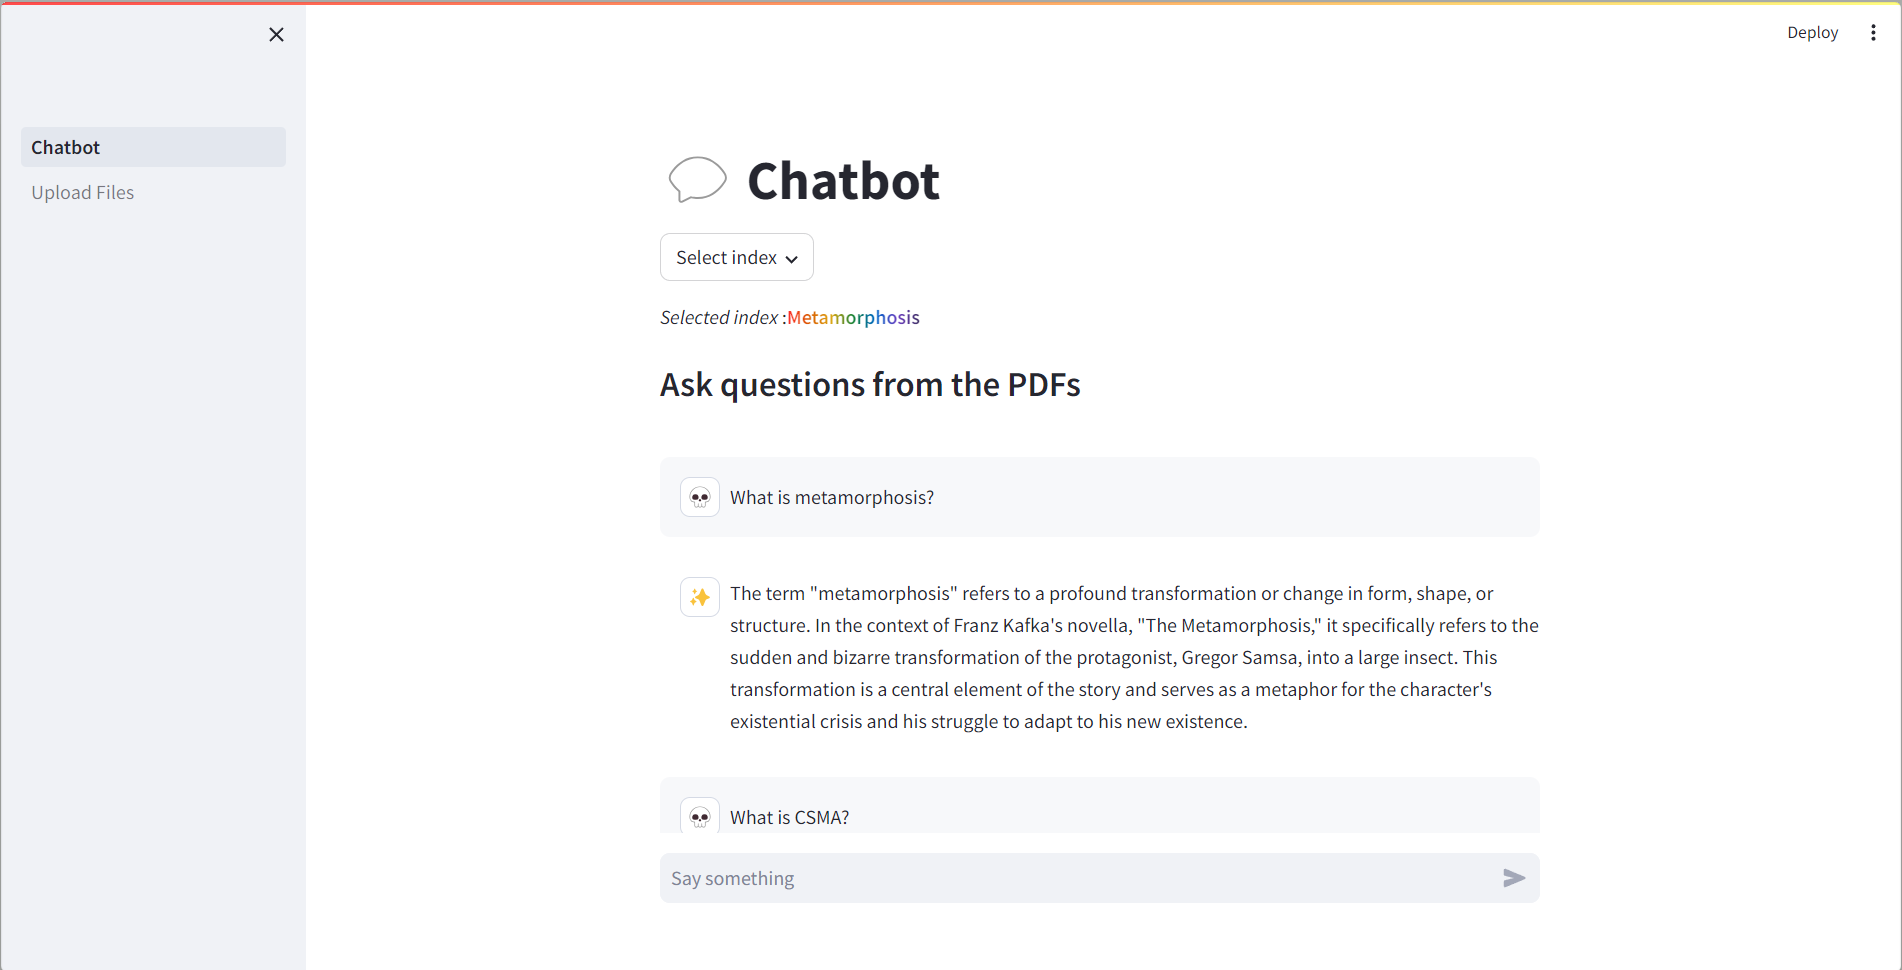 Deploy
Chatbot
Upload Files
Chatbot
Select index
Selected index :Metamorphosis
Ask questions from the PDFs
What is metamorphosis?
The term "metamorphosis" refers to a profound transformation or change in form, shape, or
structure. In the context of Franz Kafka's novella, "The Metamorphosis," it specifically refers to the
sudden and bizarre transformation of the protagonist, Gregor Samsa, into a large insect. This
transformation is a central element of the story and serves as a metaphor for the character's
existential crisis and his struggle to adapt to his new existence.
What is CSMA?
Say something